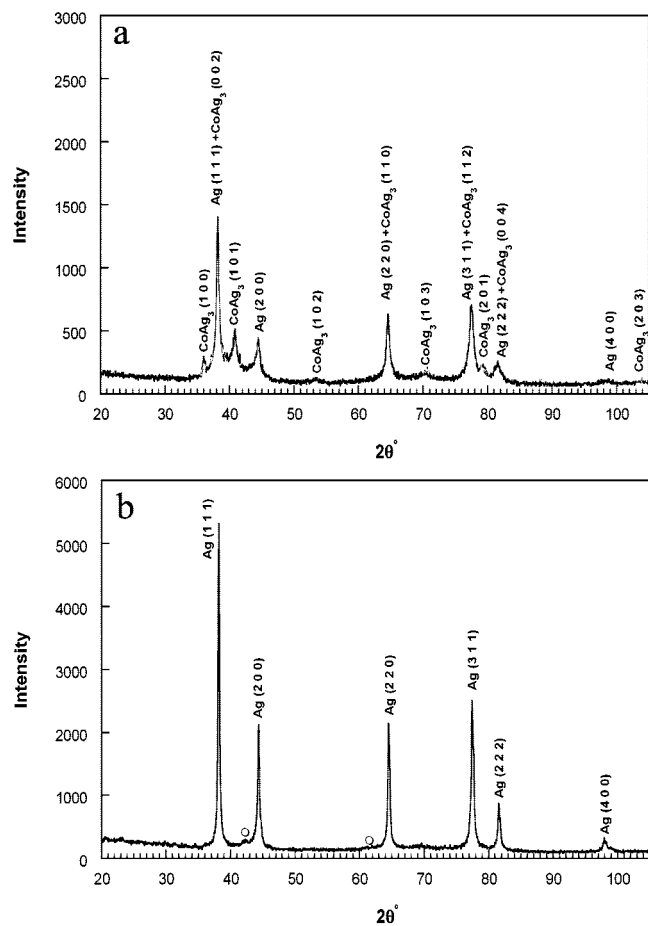 a
3000
2500
2000
1500
1000
500
0
Intensity
CoAg3 (1 0 0)
Ag (1 1 1) +CoAg3 (0 0 2)
CoAg3 (1 0 1)
Ag (2 0 0)
CoAg3 (1 0 2)
Ag (2 2 0) +CoAg3 (1 1 0)
CoAg3 (1 0 3)
Ag (3 1 1) +CoAg3 (1 1 2)
CoAg3 (2 0 1)
Ag (2 2 2) +CoAg3 (0 0 4)
Ag (4 0 0)
CoAg3 (2 0 3)
20 30 40 50 60 70 80 90 100
2θ°
b
6000
5000
4000
3000
2000
1000
0
Intensity
Ag (1 1 1)
Ag (2 0 0)
Ag (2 2 0)
Ag (3 1 1)
Ag (2 2 2)
Ag (4 0 0)
20 30 40 50 60 70 80 90 100
2θ°